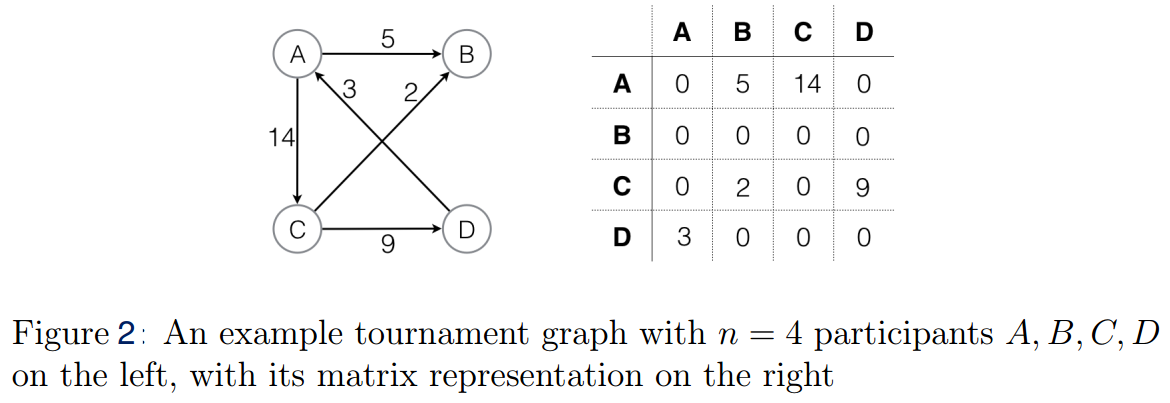 A 5 B
3 2
14
C 9 D
A B C D
A 0 5 14 0
B 0 0 0 0
C 0 2 0 9
D 3 0 0 0
Figure 2: An example tournament graph with n = 4 participants A, B, C, D
on the left, with its matrix representation on the right